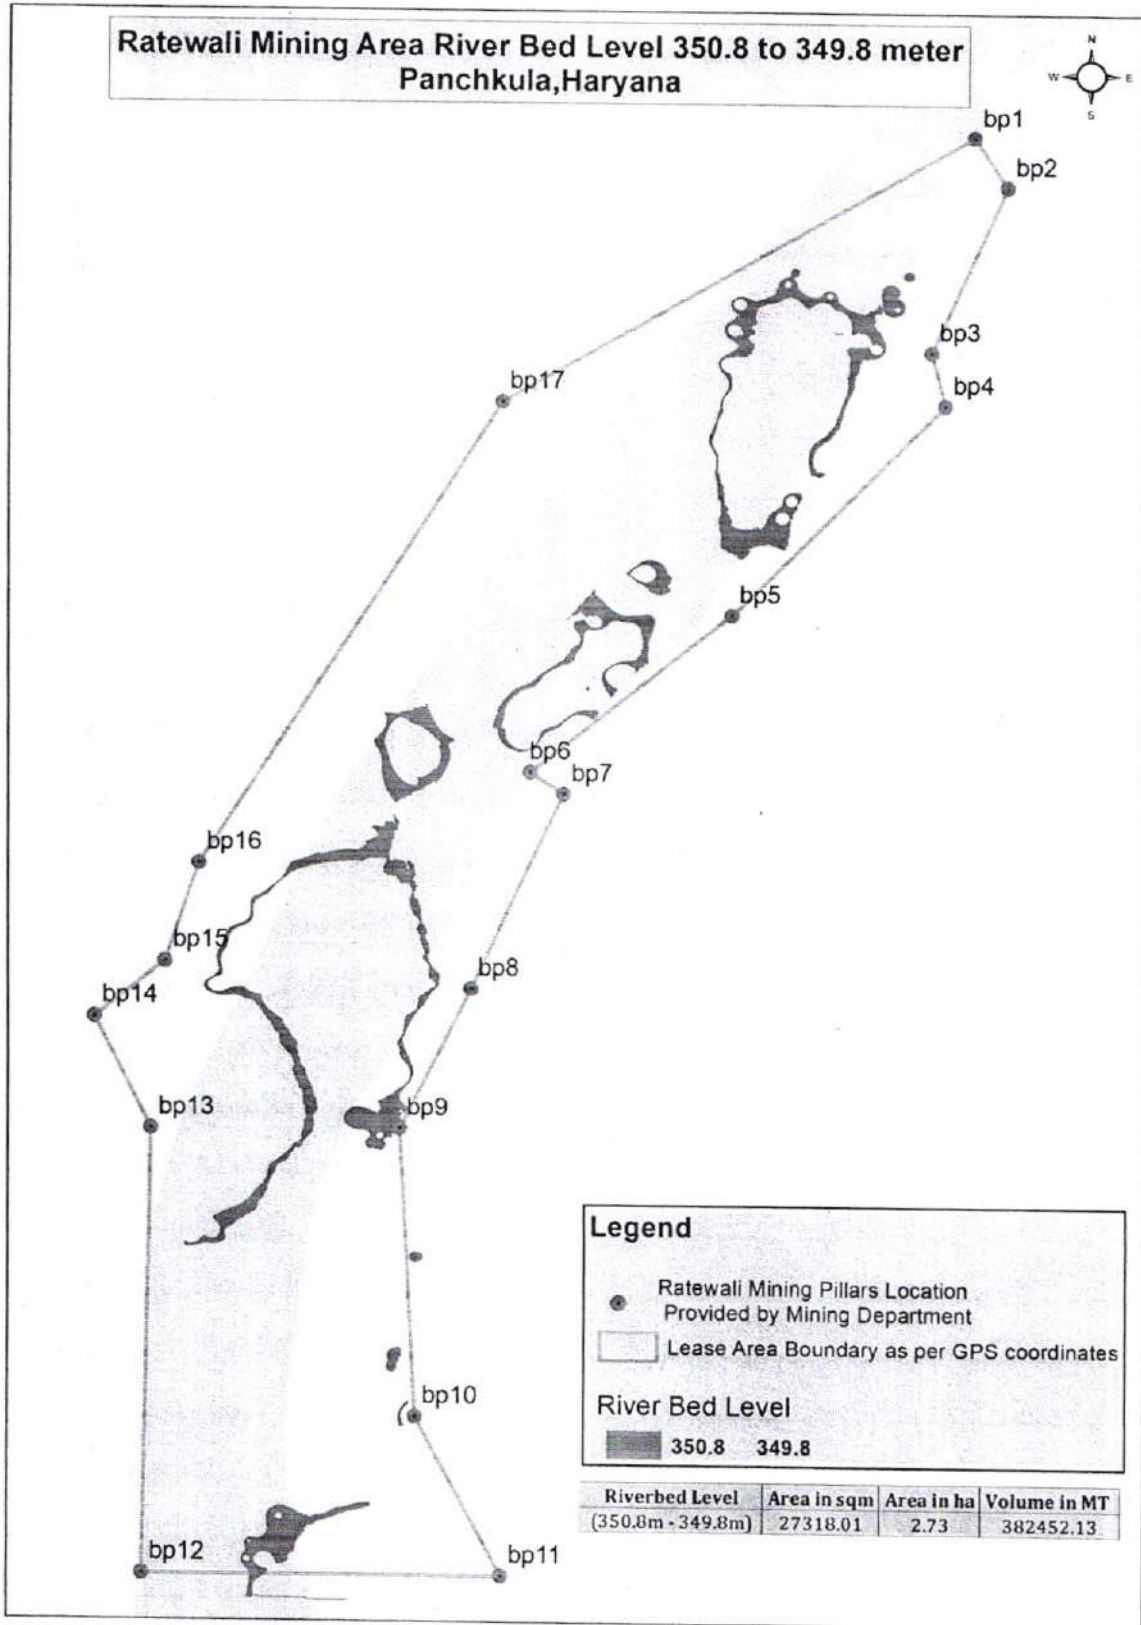 Ratewali Mining Area River Bed Level 350.8 to 349.8 meter
Panchkula,Haryana
N
W E
S
bp1
bp2
bp3
bp17
bp4
bp5
bp6
bp7
bp16
bp15
bp8
bp14
bp9
bp13
Legend
Ratewali Mining Pillars Location
Provided by Mining Department
Lease Area Boundary as per GPS coordinates
bp10
River Bed Level
350.8 349.8
Riverbed Level Area in sqm Area in ha Volume in MT
(350.8m - 349.8m) 27318.01 2.73 382452.13
bp12
bp11